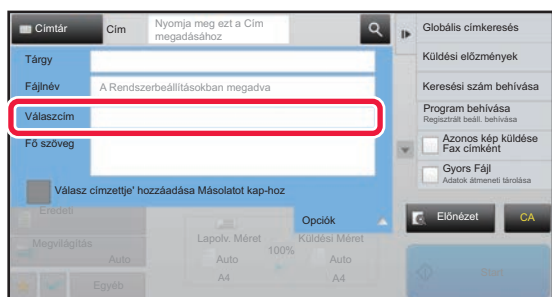 Címtár
Cím
Nyomja meg ezt a Cím
megadásához
Tárgy
Fájlnév
A Rendszerbeállításokban megadva
Válaszcím
Fő szöveg
Válasz címzettje' hozzáadása Másolatot kap-hoz
Opciók
Eredeti
Megvilágítás
Auto
Egyéb
Lapolv. Méret
Auto
A4
100%
Küldési Méret
Auto
A4
Globális címkeresés
Küldési előzmények
Keresési szám behívása
Program behívása
Regisztrált beáll. behívása
Azonos kép küldése
Fax címként
Gyors Fájl
Adatok átmeneti tárolása
Előnézet
CA
Start